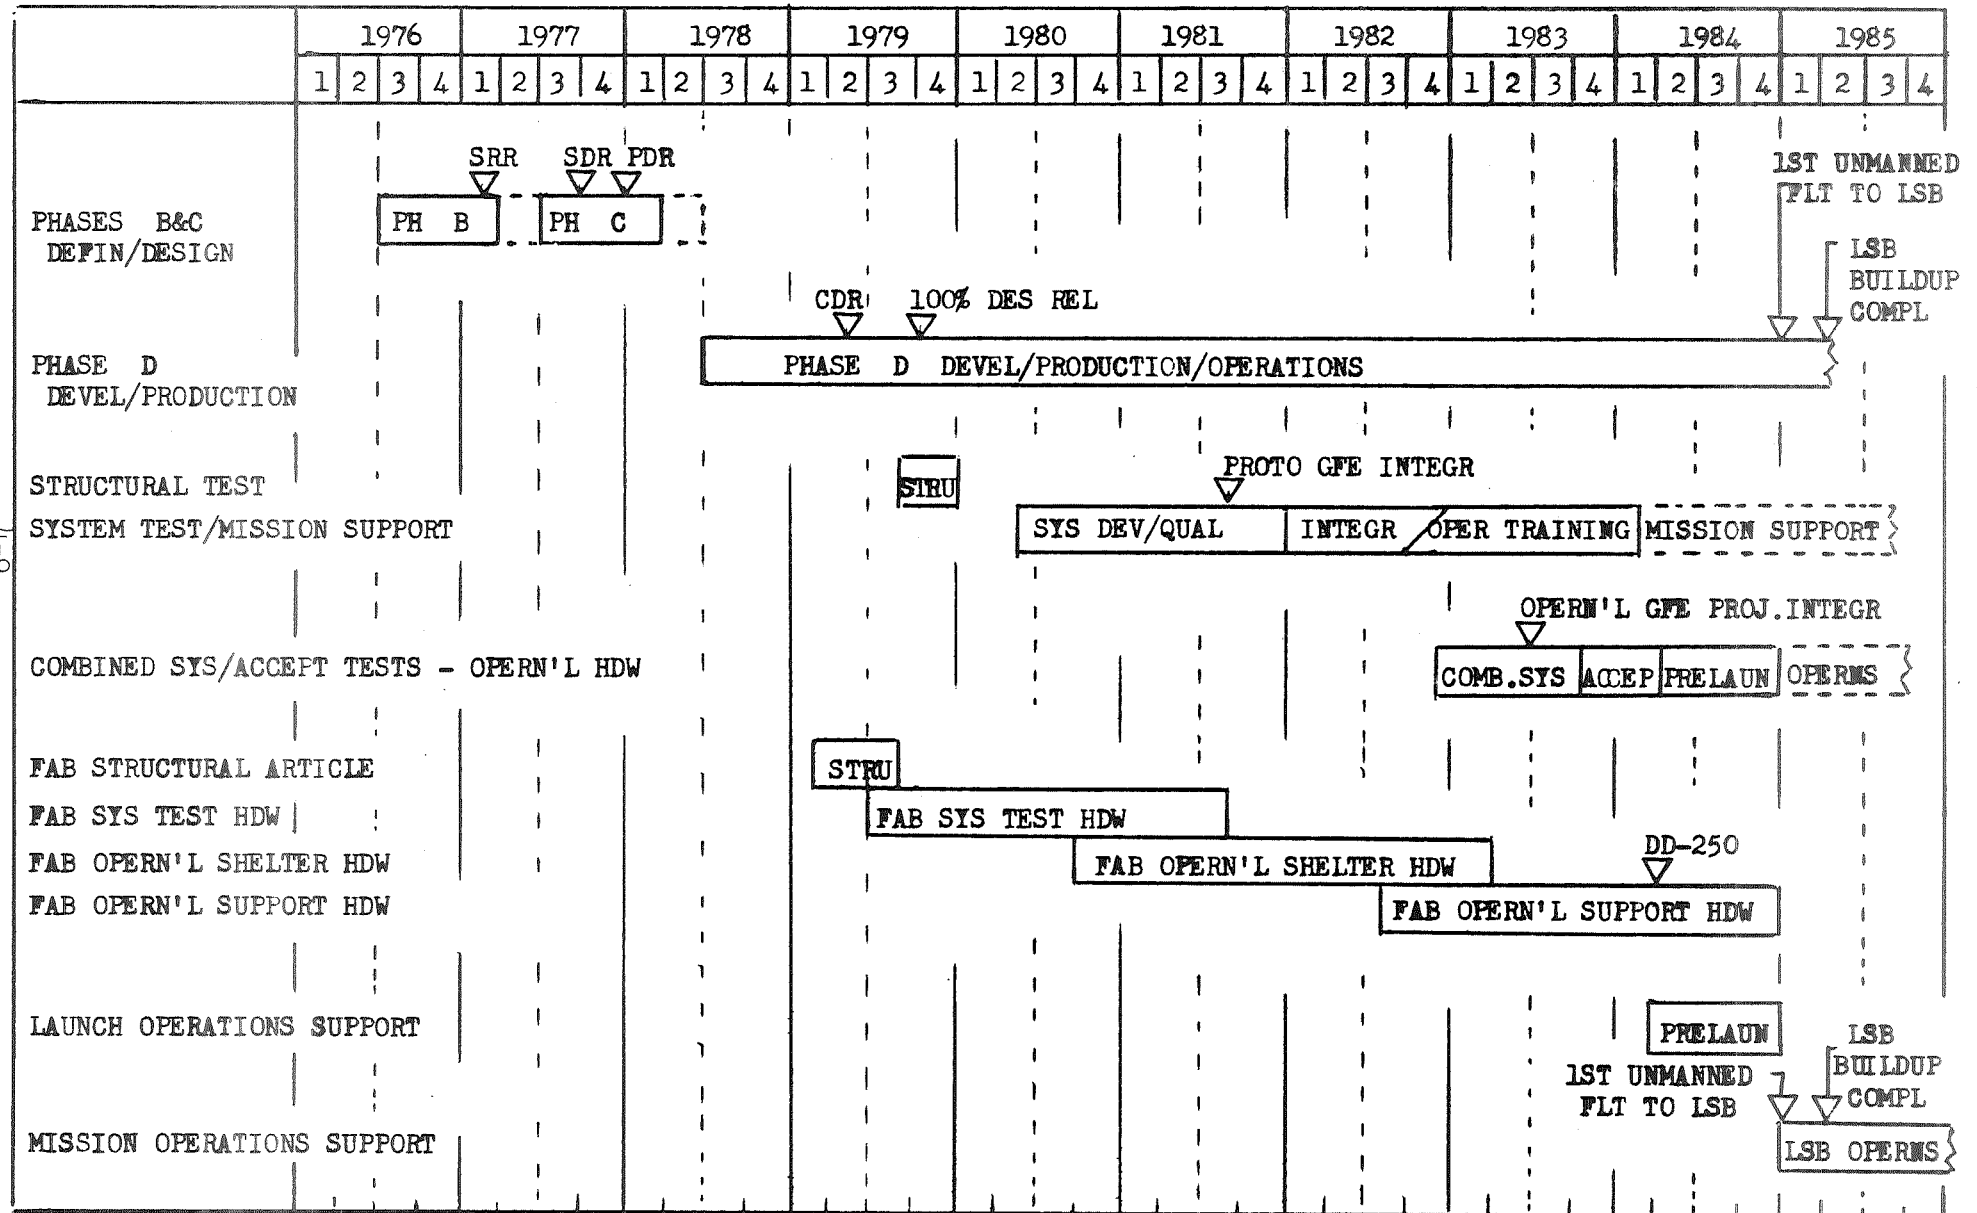 1976 1977 1978 1979 1980 1981 1982 1983 1984 1985
1 2 3 4 1 2 3 4 1 2 3 4 1 2 3 4 1 2 3 4 1 2 3 4 1 2 3 4 1 2 3 4 1 2 3 4 1 2 3 4
SRR SDR PDR
1ST UNMANNED
FLT TO LSB
PHASES B&C
DEFIN/DESIGN
PH B
PH C
LSB
BUILDUP
COMPL
CDR 100% DES REL
PHASE D
DEVEL/PRODUCTION
PHASE D DEVEL/PRODUCTION/OPERATIONS
PROTO GFE INTEGR
STRUCTURAL TEST
STRU
SYSTEM TEST/MISSION SUPPORT
SYS DEV/QUAL
INTEGR
OPER TRAINING
MISSION SUPPORT
OPERN'L GFE PROJ.INTEGR
COMBINED SYS/ACCEPT TESTS - OPERN'L HDW
COMB.SYS
ACCEP
PRELAUN
OPERNS
FAB STRUCTURAL ARTICLE
STRU
FAB SYS TEST HDW
FAB SYS TEST HDW
DD-250
FAB OPERN'L SHELTER HDW
FAB OPERN'L SHELTER HDW
FAB OPERN'L SUPPORT HDW
FAB OPERN'L SUPPORT HDW
LAUNCH OPERATIONS SUPPORT
PRELAUN
LSB
BUILDUP
COMPL
1ST UNMANNED
FLT TO LSB
MISSION OPERATIONS SUPPORT
LSB OPERNS